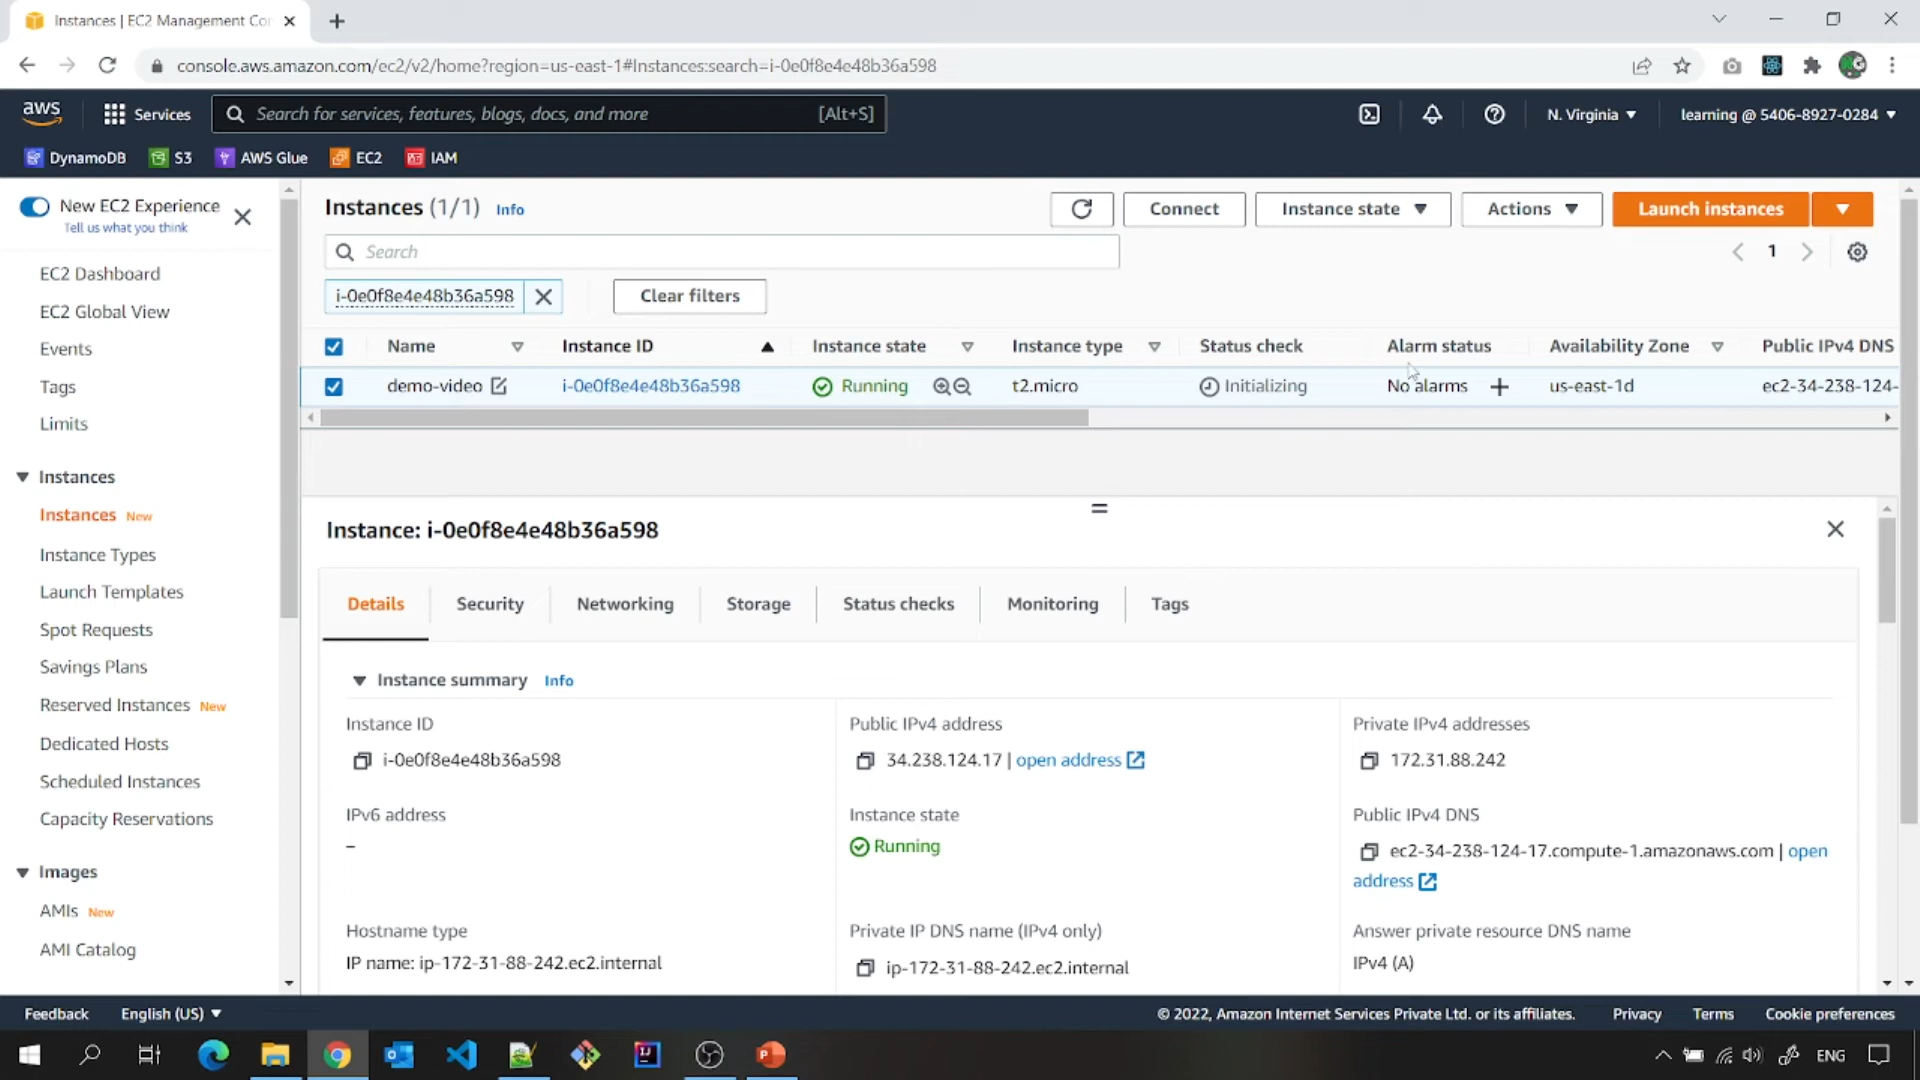 Instances | EC2 Management Con
console.aws.amazon.com/ec2/v2/home?region=us-east-1#Instances:search=i-0e0f8e4e48b36a598
aws
Services
Search for services, features, blogs, docs, and more
[Alt+S]
N. Virginia
learning @ 5406-8927-0284
DynamoDB
S3
AWS Glue
EC2
IAM
New EC2 Experience
Tell us what you think
EC2 Dashboard
EC2 Global View
Events
Tags
Limits
Instances
Instances New
Instance Types
Launch Templates
Spot Requests
Savings Plans
Reserved Instances New
Dedicated Hosts
Scheduled Instances
Capacity Reservations
Images
AMIs New
AMI Catalog
Instances (1/1) Info
Connect
Instance state
Actions
Launch instances
Search
1
i-0e0f8e4e48b36a598
Clear filters
Name Instance ID Instance state Instance type Status check Alarm status Availability Zone Public IPv4 DNS
demo-video i-0e0f8e4e48b36a598 Running t2.micro Initializing No alarms us-east-1d ec2-34-238-124-
Instance: i-0e0f8e4e48b36a598
Details Security Networking Storage Status checks Monitoring Tags
Instance summary Info
Instance ID
i-0e0f8e4e48b36a598
Public IPv4 address
34.238.124.17 | open address
Private IPv4 addresses
172.31.88.242
IPv6 address
–
Instance state
Running
Public IPv4 DNS
ec2-34-238-124-17.compute-1.amazonaws.com | open
address
Hostname type
IP name: ip-172-31-88-242.ec2.internal
Private IP DNS name (IPv4 only)
ip-172-31-88-242.ec2.internal
Answer private resource DNS name
IPv4 (A)
Feedback
English (US)
© 2022, Amazon Internet Services Private Ltd. or its affiliates.
Privacy
Terms
Cookie preferences
ENG